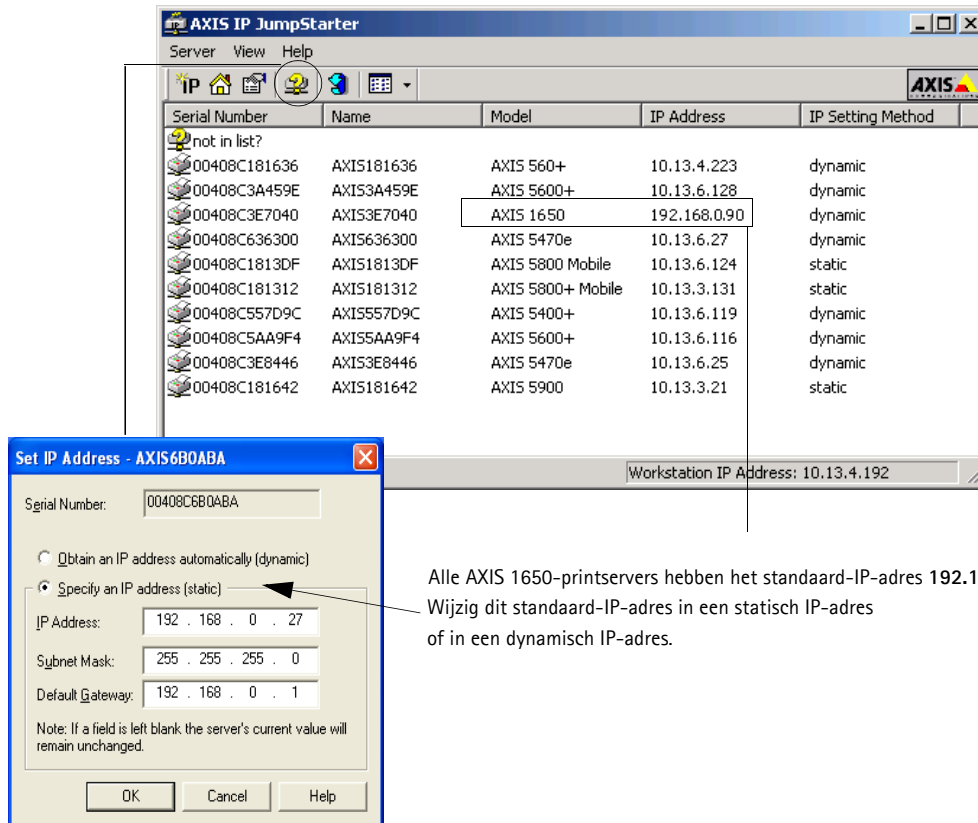 AXIS IP JumpStarter
Server View Help
iP AXIS
Serial Number Name Model IP Address IP Setting Method
not in list?
00408C181636 AXIS181636 AXIS 560+ 10.13.4.223 dynamic
00408C3A459E AXIS3A459E AXIS 5600+ 10.13.6.128 dynamic
00408C3E7040 AXIS3E7040 AXIS 1650 192.168.0.90 dynamic
00408C636300 AXIS636300 AXIS 5470e 10.13.6.27 dynamic
00408C1813DF AXIS1813DF AXIS 5800 Mobile 10.13.6.124 static
00408C181312 AXIS181312 AXIS 5800+ Mobile 10.13.3.131 static
00408C557D9C AXIS557D9C AXIS 5400+ 10.13.6.119 dynamic
00408C5AA9F4 AXIS5AA9F4 AXIS 5600+ 10.13.6.116 dynamic
00408C3E8446 AXIS3E8446 AXIS 5470e 10.13.6.25 dynamic
00408C181642 AXIS181642 AXIS 5900 10.13.3.21 static
Workstation IP Address: 10.13.4.192
Set IP Address - AXIS6B0ABA
Serial Number: 00408C6B0ABA
Obtain an IP address automatically (dynamic)
Specify an IP address (static)
IP Address: 192 . 168 . 0 . 27
Subnet Mask: 255 . 255 . 255 . 0
Default Gateway: 192 . 168 . 0 . 1
Note: If a field is left blank the server's current value will
remain unchanged.
OK Cancel Help
Alle AXIS 1650-printservers hebben het standaard-IP-adres 192.1
Wijzig dit standaard-IP-adres in een statisch IP-adres
of in een dynamisch IP-adres.